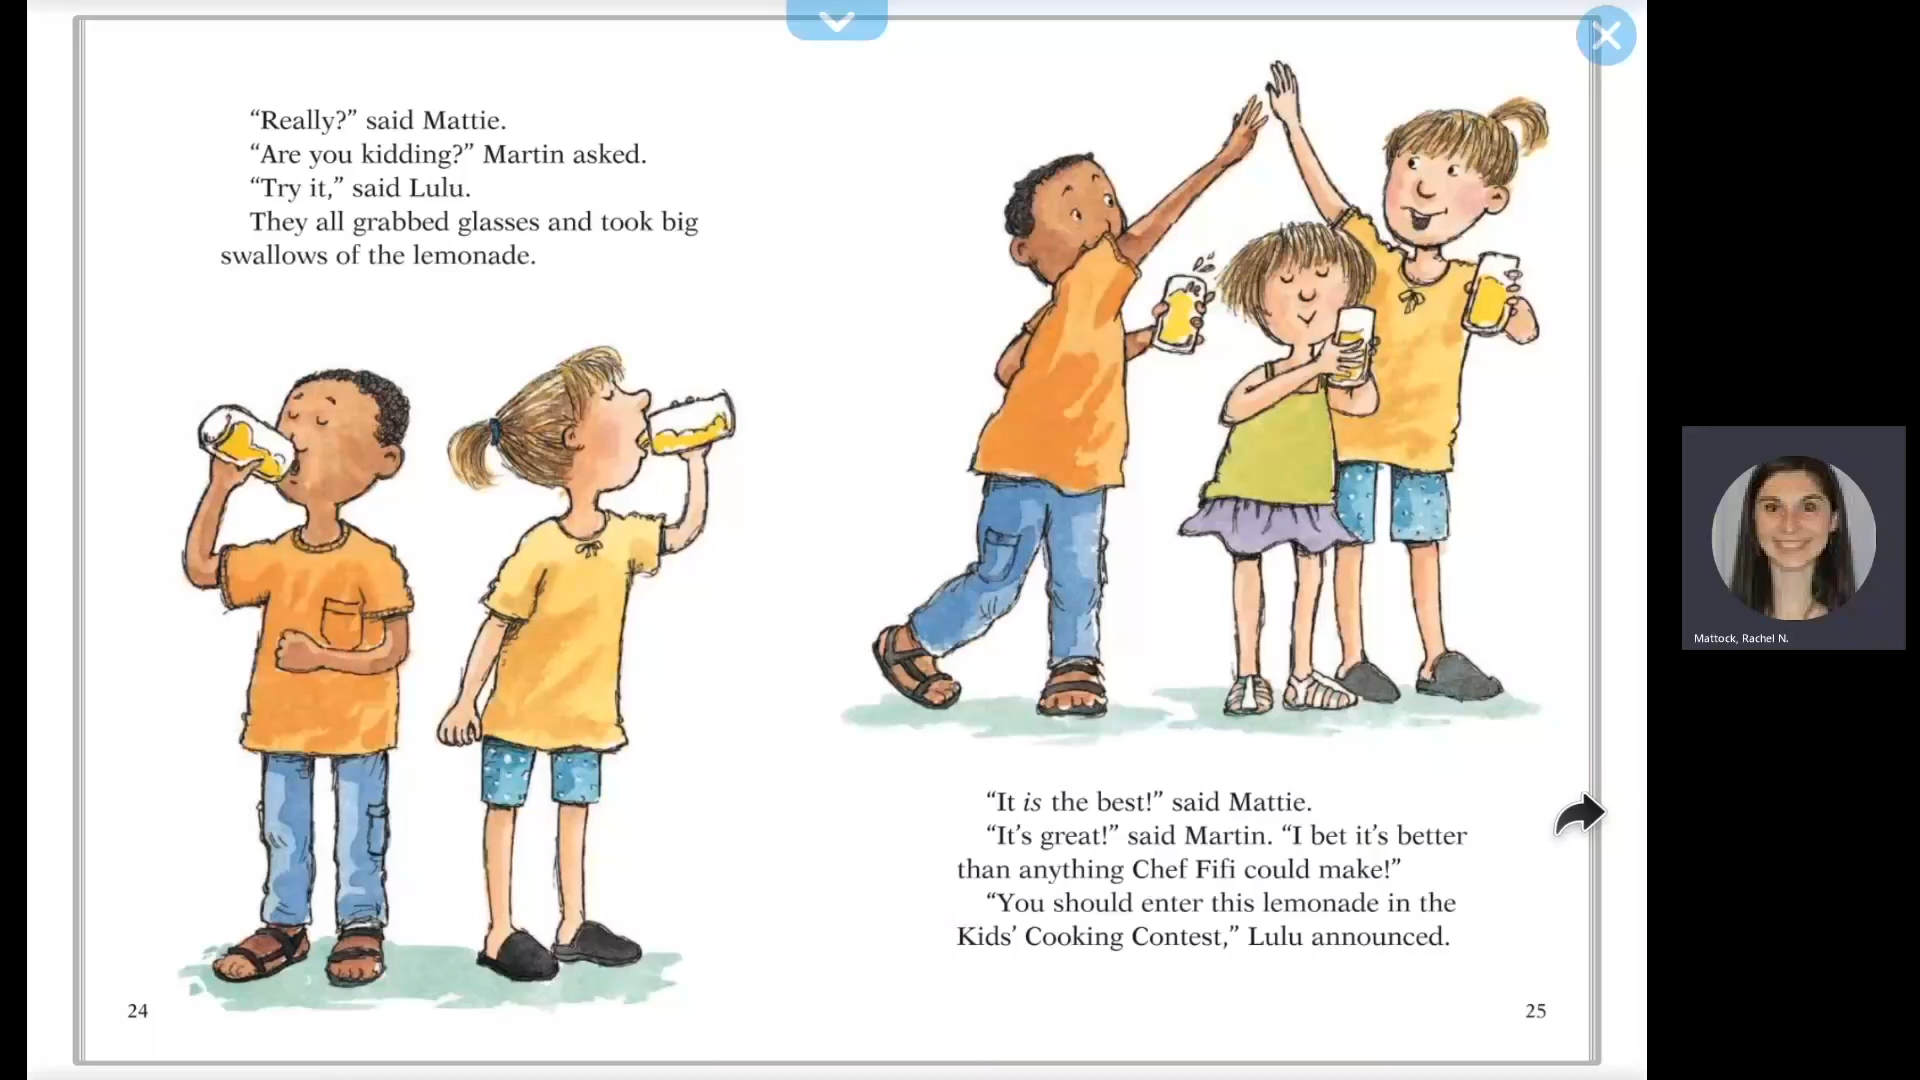 “Really?” said Mattie.
“Are you kidding?” Martin asked.
“Try it,” said Lulu.
They all grabbed glasses and took big
swallows of the lemonade.
24
“It is the best!” said Mattie.
“It’s great!” said Martin. “I bet it’s better
than anything Chef Fifi could make!”
“You should enter this lemonade in the
Kids’ Cooking Contest,” Lulu announced.
25
Mattock, Rachel N.